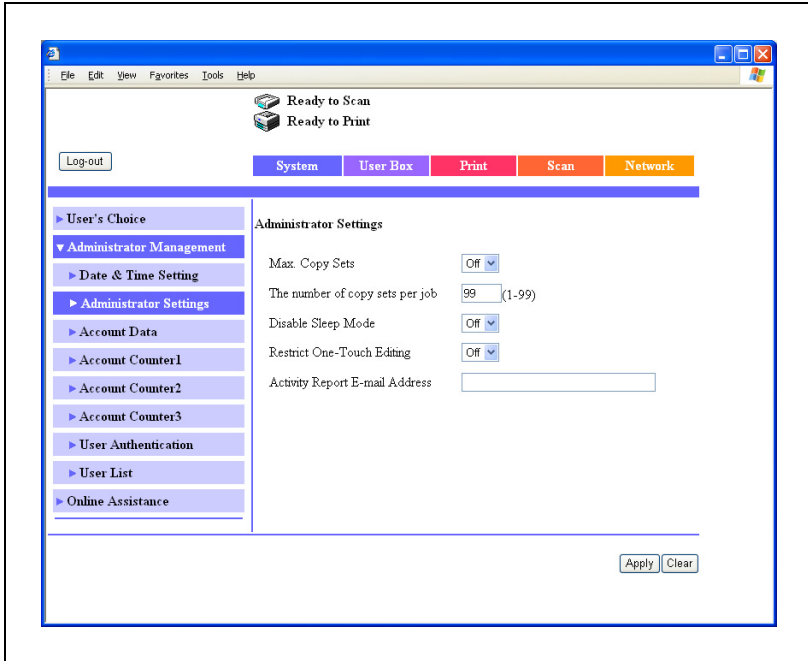 File Edit View Favorites Tools Help
Ready to Scan
Ready to Print
Log-out
System User Box Print Scan Network
User's Choice
Administrator Management
Date & Time Setting
Administrator Settings
Account Data
Account Counter1
Account Counter2
Account Counter3
User Authentication
User List
Online Assistance
Administrator Settings
Max. Copy Sets Off
The number of copy sets per job 99 (1-99)
Disable Sleep Mode Off
Restrict One-Touch Editing Off
Activity Report E-mail Address
Apply Clear